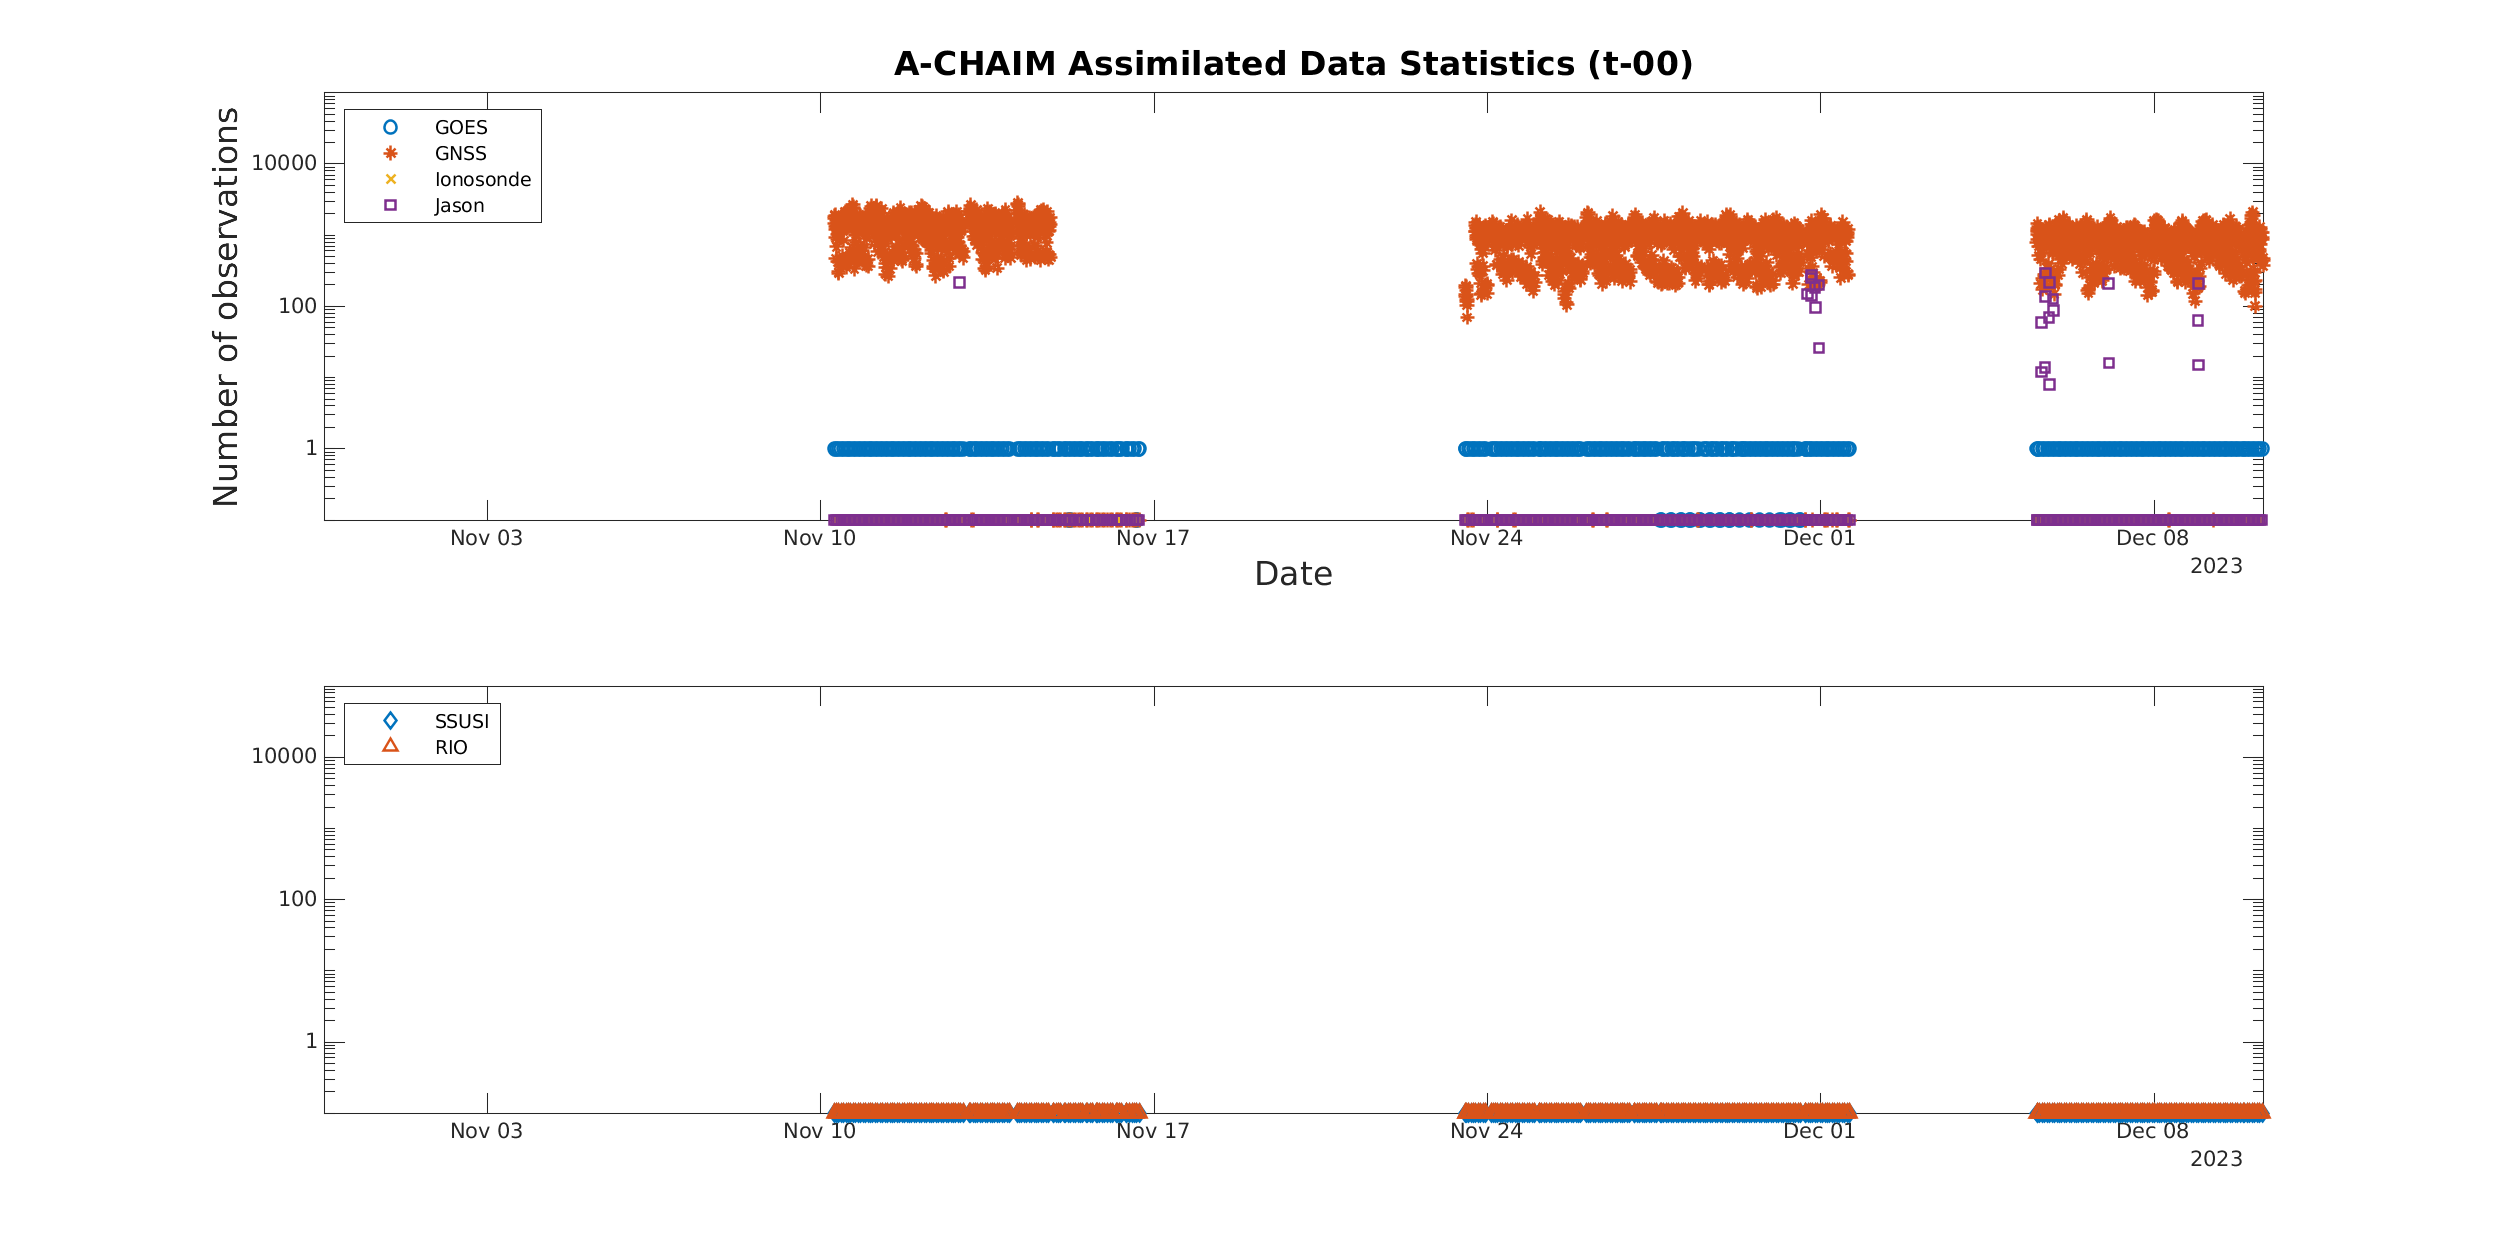 A-CHAIM Assimilated Data Statistics (t-00)
GOES
GNSS
Ionosonde
Jason
Number of observations
10000
100
1
Nov 03 Nov 10 Nov 17 Nov 24 Dec 01 Dec 08
2023
Date
SSUSI
RIO
10000
100
1
Nov 03 Nov 10 Nov 17 Nov 24 Dec 01 Dec 08
2023